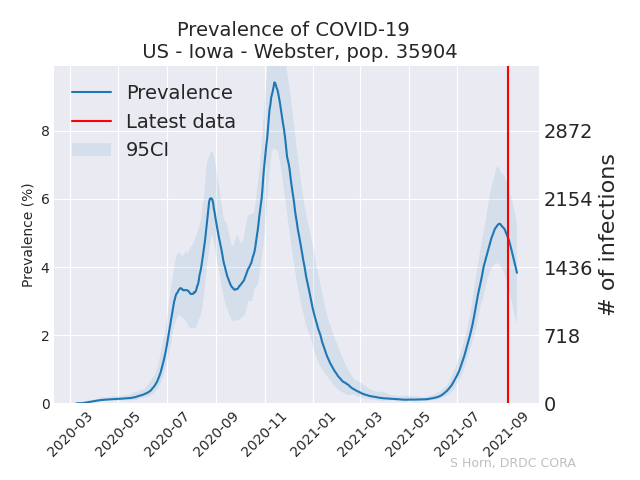 Prevalence of COVID-19
US - Iowa - Webster, pop. 35904
Prevalence
Latest data
95CI
Prevalence (%)
8
6
4
2
0
2872
2154
1436
718
0
# of infections
2020-03
2020-05
2020-07
2020-09
2020-11
2021-01
2021-03
2021-05
2021-07
2021-09
S Horn, DRDC CORA